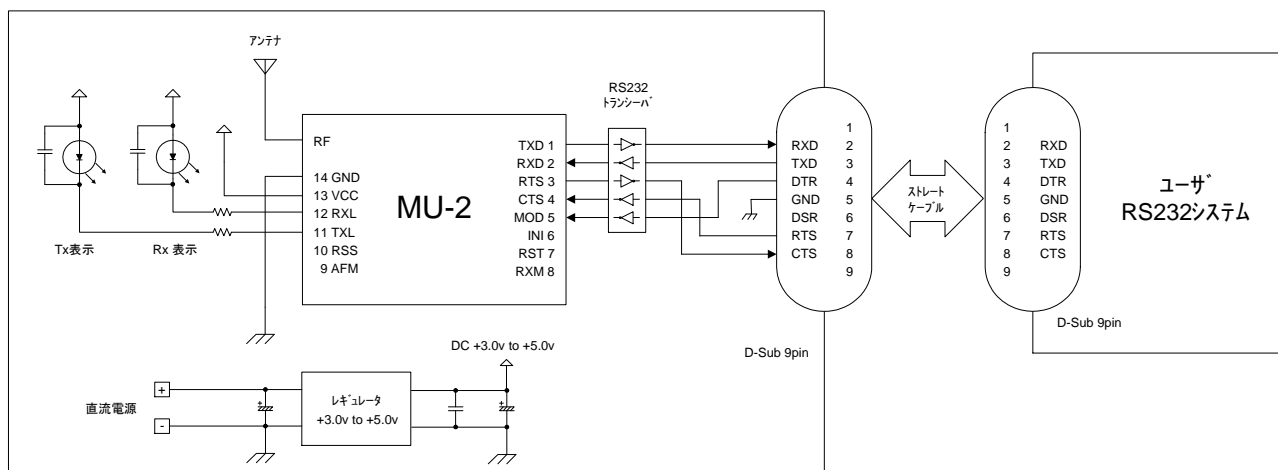 アンテナ
RS232
トランシーバ
RF
14 GND
13 VCC
12 RXL
11 TXL
10 RSS
9 AFM
MU-2
TXD 1
RXD 2
RTS 3
CTS 4
MOD 5
INI 6
RST 7
RXM 8
Tx表示
Rx 表示
1
RXD 2
TXD 3
DTR 4
GND 5
DSR 6
RTS 7
CTS 8
9
D-Sub 9pin
ストレート
ケーブル
1
2 RXD
3 TXD
4 DTR
5 GND
6 DSR
7 RTS
8 CTS
9
D-Sub 9pin
ユーザ
RS232システム
直流電源
+
-
+
レギュレータ
+3.0v to +5.0v
DC +3.0v to +5.0v
+